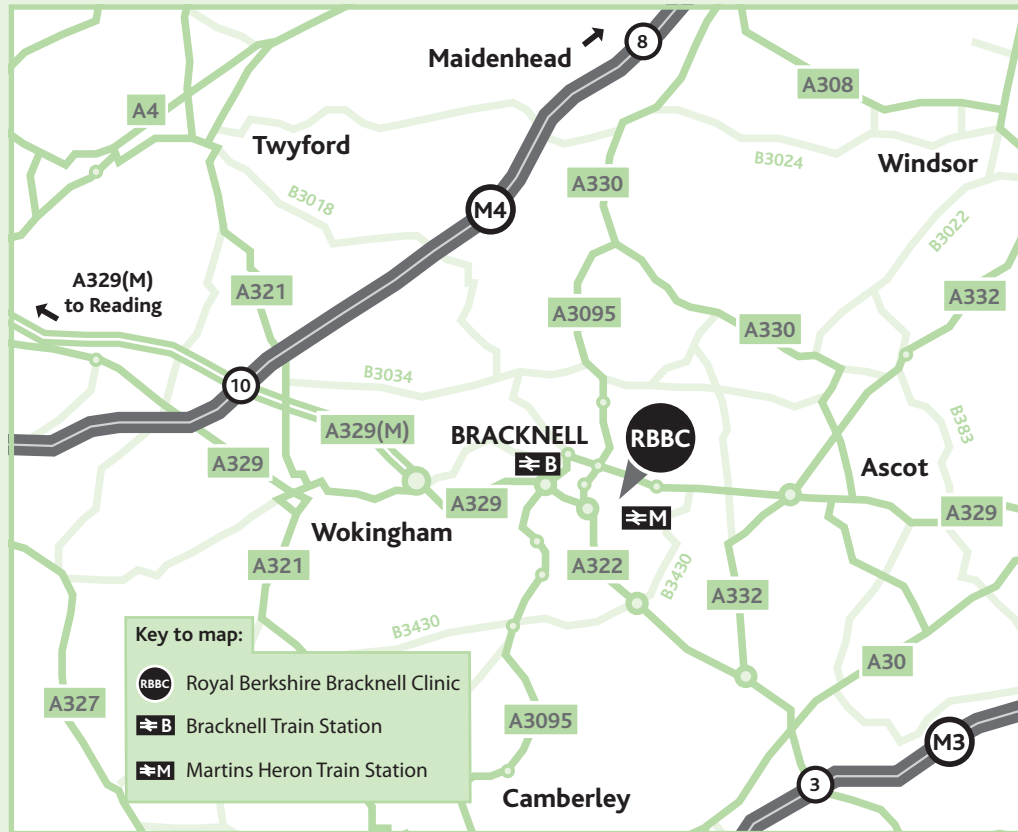 8
Maidenhead
A308
A4
Twyford
B3024
Windsor
A330
B3018
M4
B3022
A329(M)
to Reading
A321
A332
A3095
A330
10
B3034
A329(M)
BRACKNELL
RBBC
B383
B
A329
Ascot
A329
M
A329
Wokingham
A321
A322
B3430
A332
B3430
Key to map:
RBBC Royal Berkshire Bracknell Clinic
B Bracknell Train Station
M Martins Heron Train Station
A30
A327
A3095
M3
3
Camberley